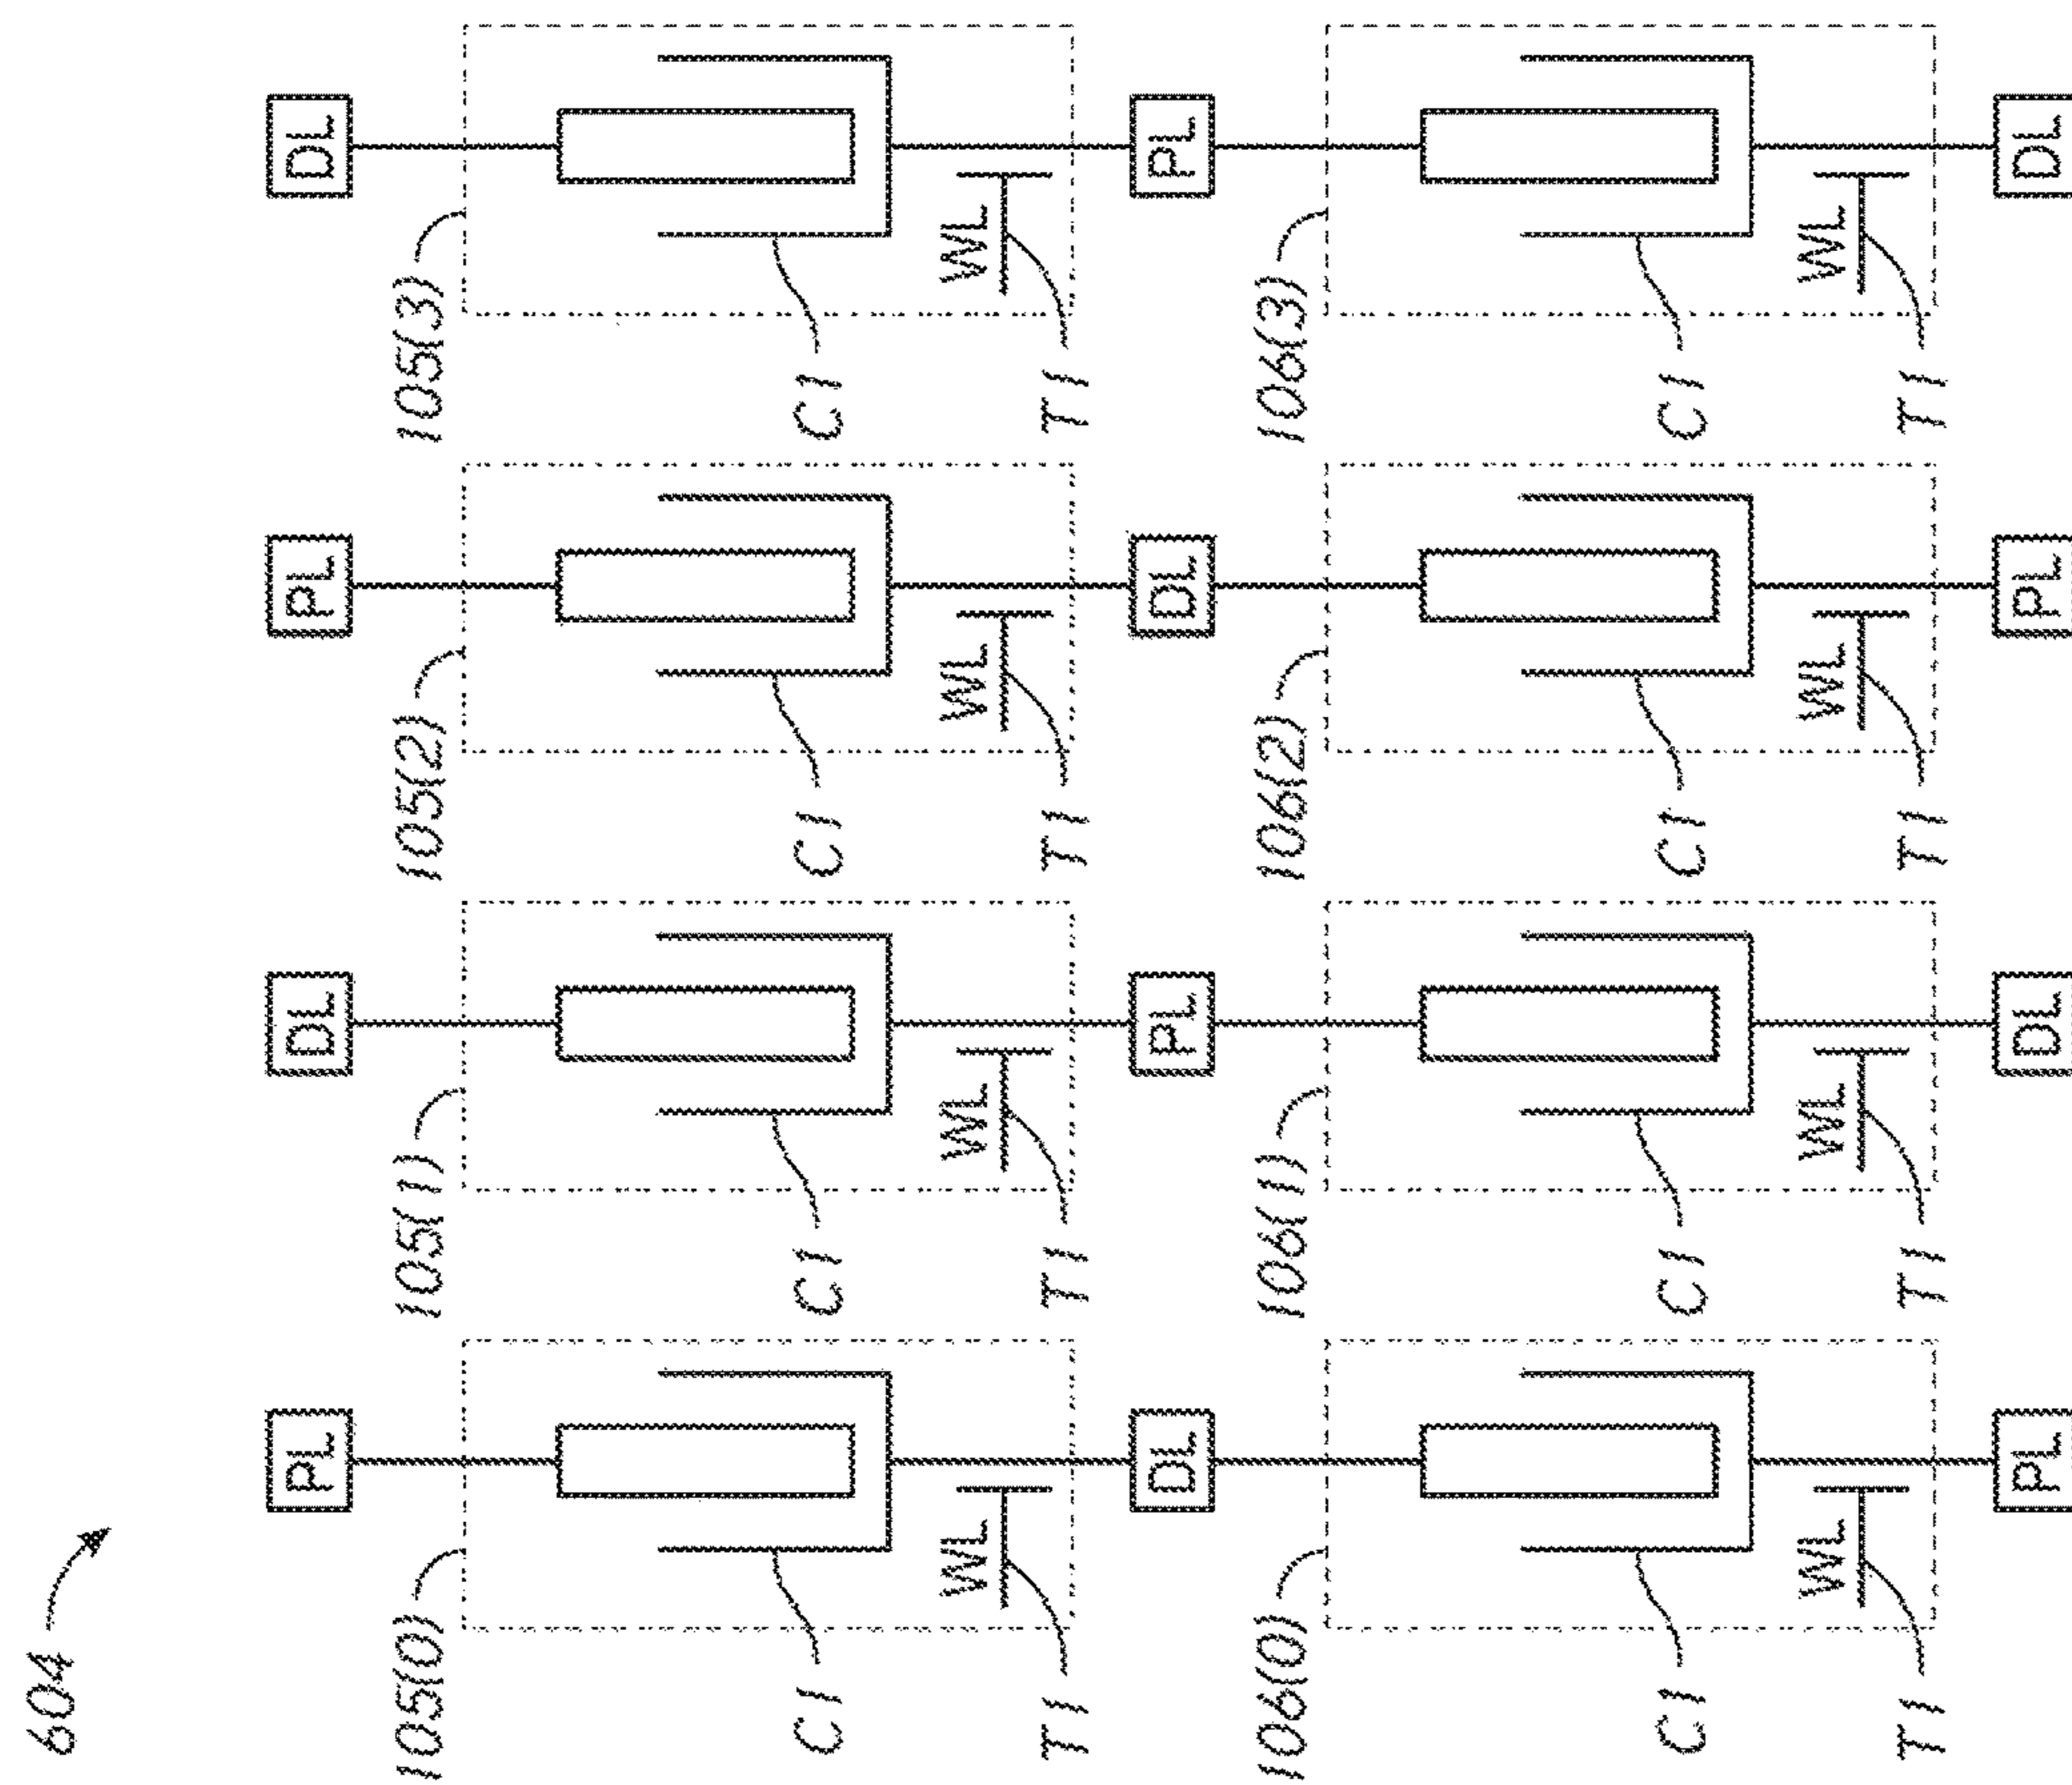 604
PL
DL
PL
DL
105(0)
105(1)
105(2)
105(3)
C1
C1
C1
C1
WL
WL
WL
WL
T1
T1
T1
T1
DL
PL
DL
PL
106(0)
106(1)
106(2)
106(3)
C1
C1
C1
C1
WL
WL
WL
WL
T1
T1
T1
T1
PL
DL
PL
DL